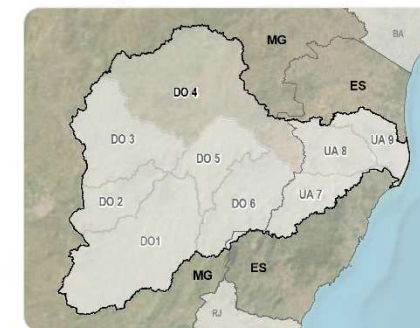 BA
MG
ES
DO 4
DO 3
DO 5
UA 8
UA 9
DO 2
DO 6
UA 7
DO1
MG
ES
RJ